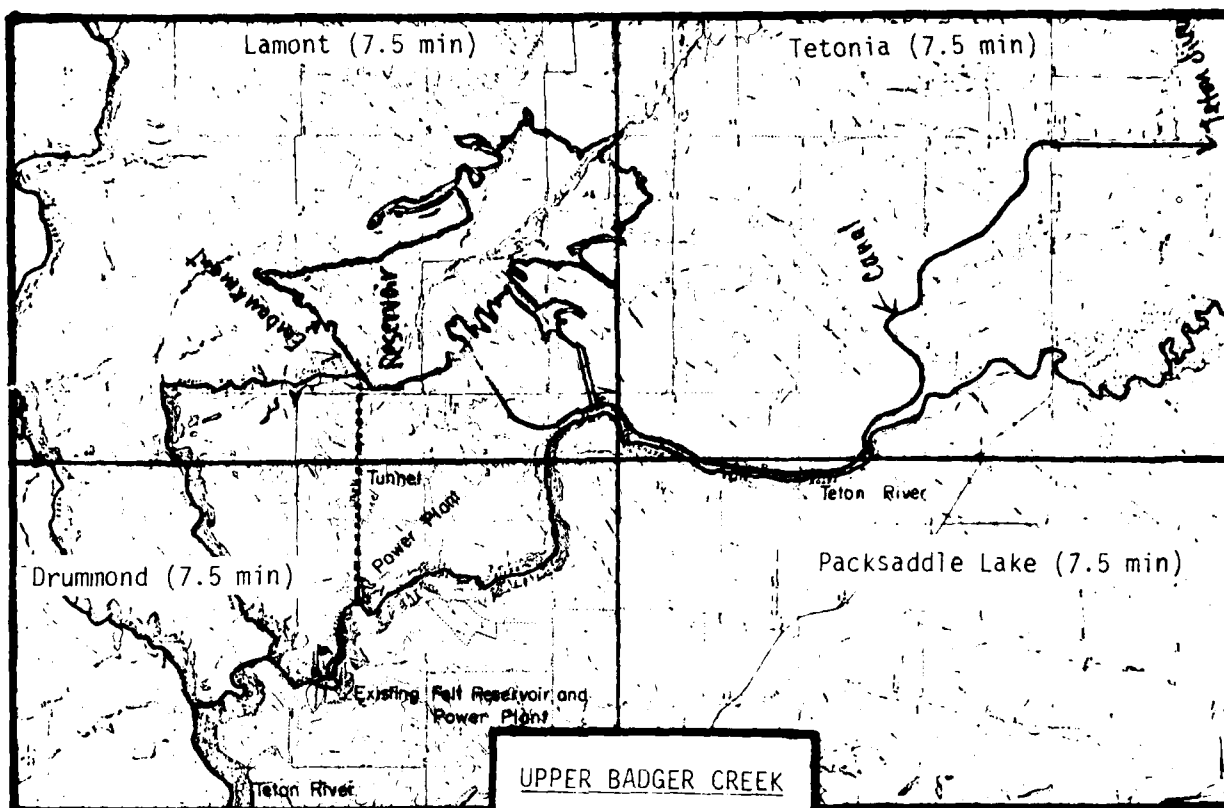 Lamont (7.5 min)
Tetonia (7.5 min)
Canal
Embankment
Reservoir
Tunnel
Power Plant
Teton River
Drummond (7.5 min)
Packsaddle Lake (7.5 min)
Existing Felt Reservoir and
Power Plant
Teton River
UPPER BADGER CREEK